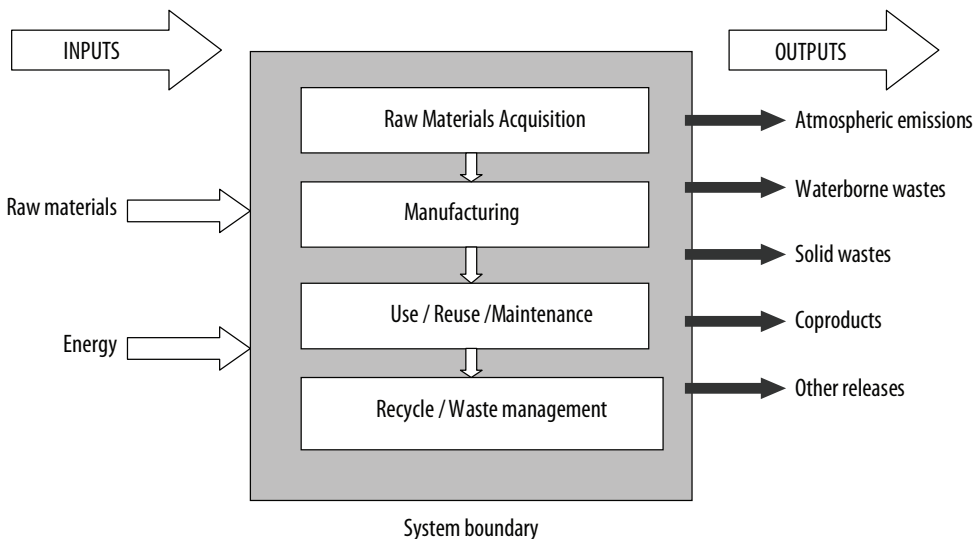 INPUTS
OUTPUTS
Raw Materials Acquisition
Manufacturing
Use / Reuse /Maintenance
Recycle / Waste management
Raw materials
Energy
Atmospheric emissions
Waterborne wastes
Solid wastes
Coproducts
Other releases
System boundary